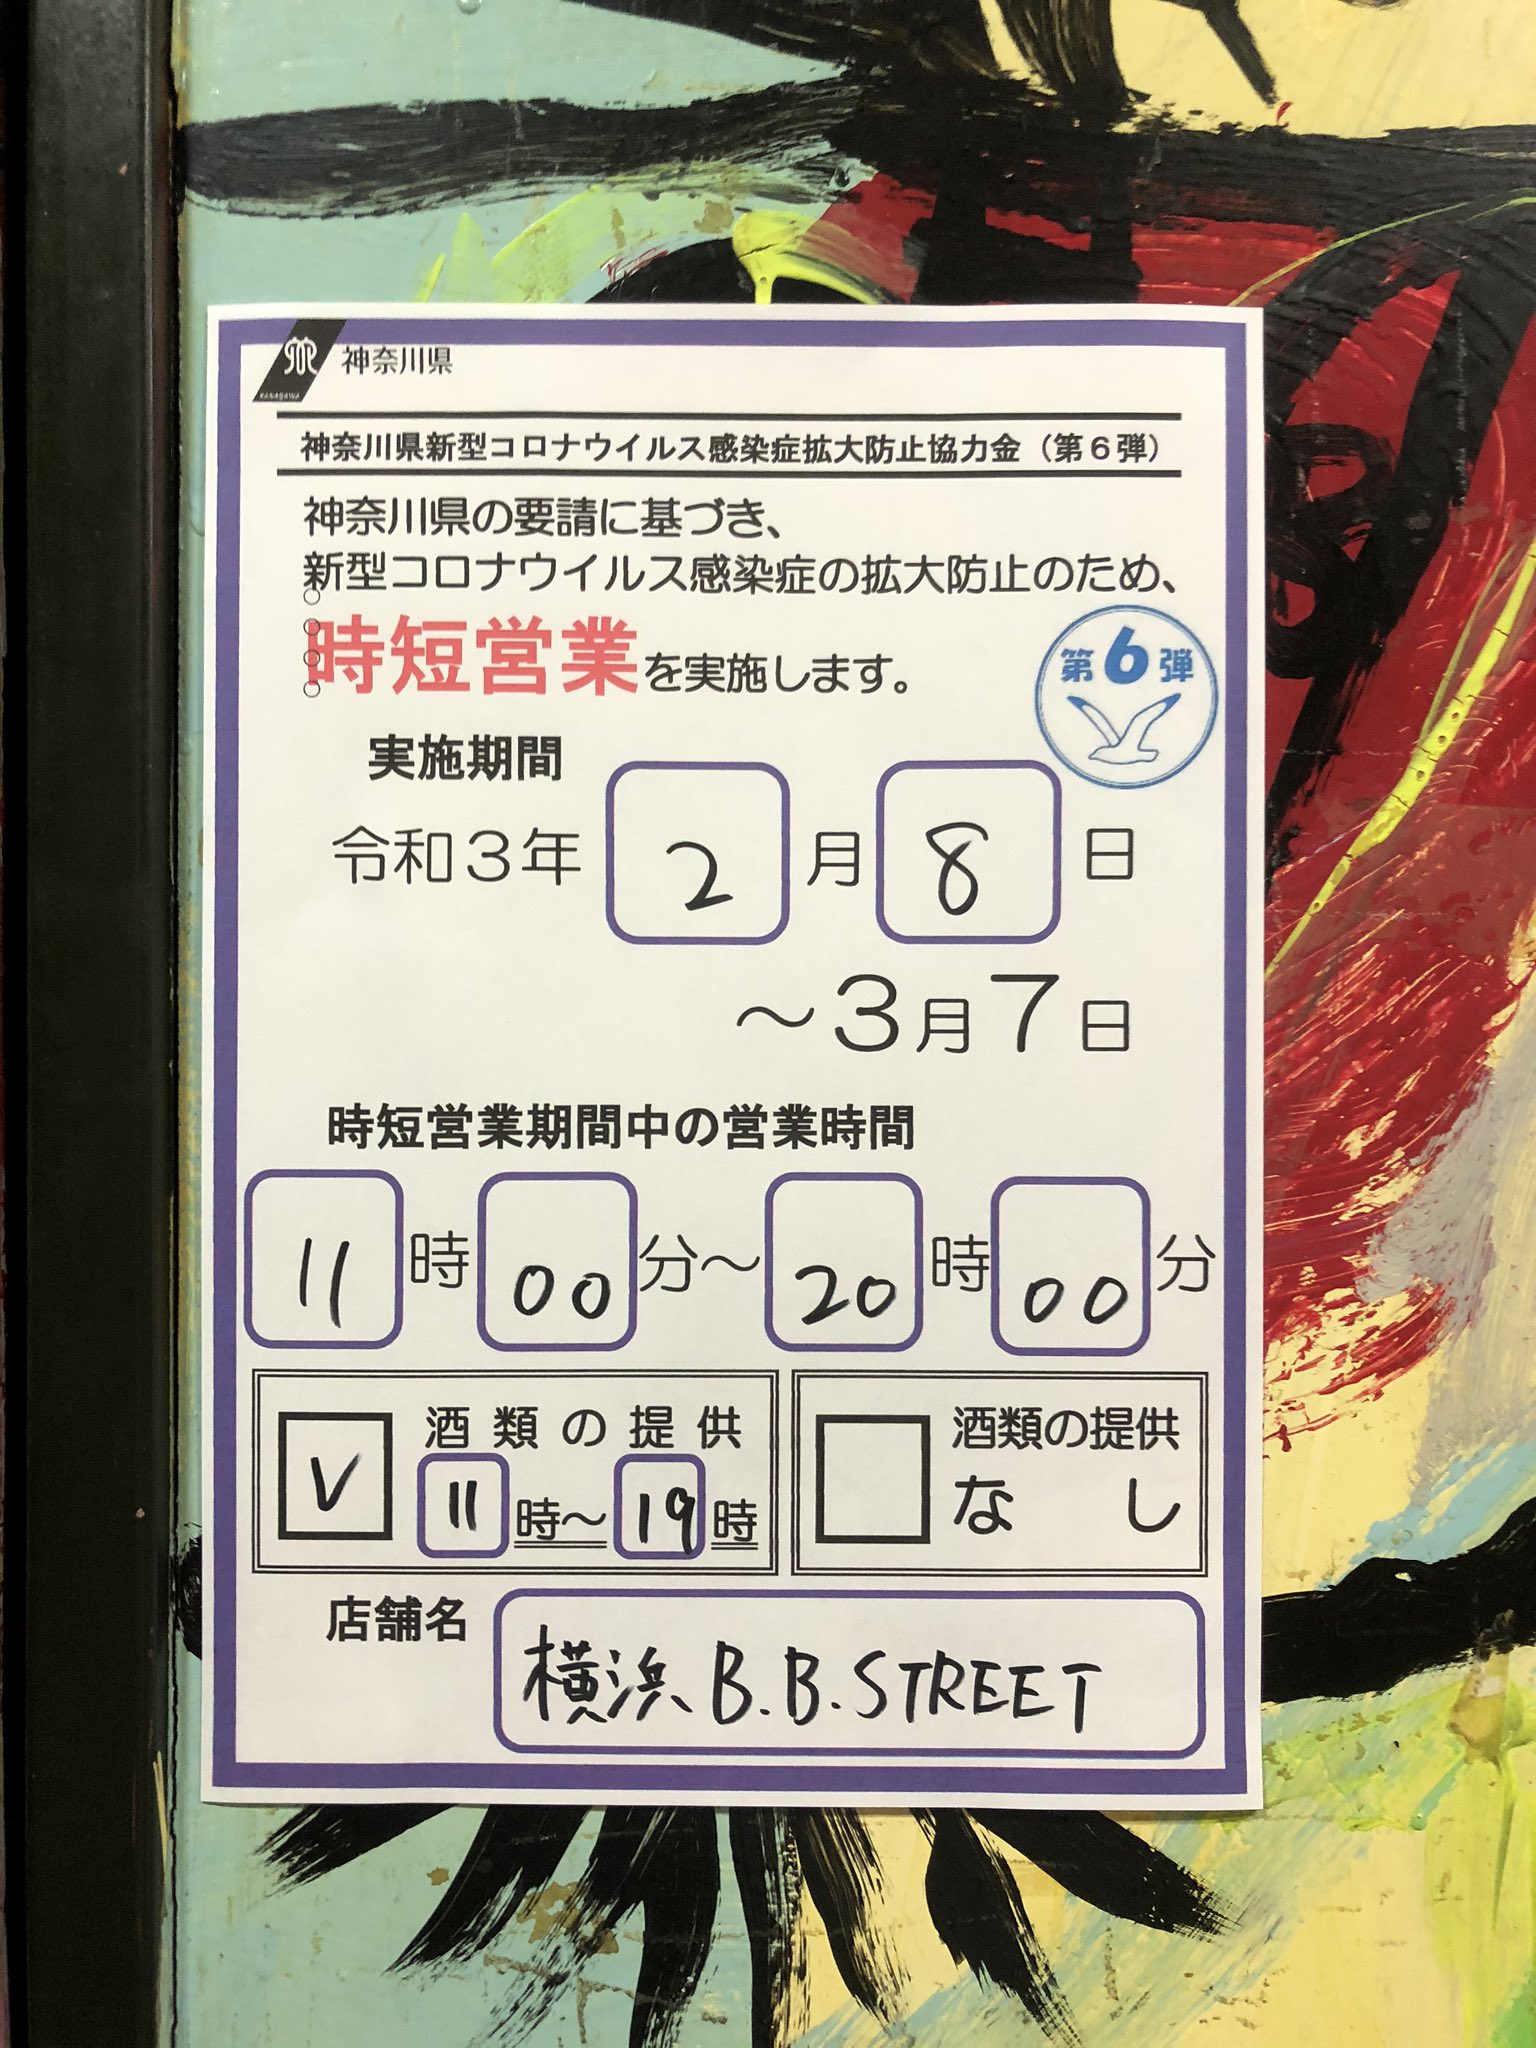 神奈川県
KANAGAWA
神奈川県新型コロナウイルス感染症拡大防止協力金（第６弾）
神奈川県の要請に基づき、
新型コロナウイルス感染症の拡大防止のため、
時短営業を実施します。
第6弾
実施期間
令和３年 2 月 8 日
～３月７日
時短営業期間中の営業時間
11 時 00 分～ 20 時 00 分
V 酒類の提供
11 時～ 19 時
酒類の提供
なし
店舗名 横浜 B.B.STREET